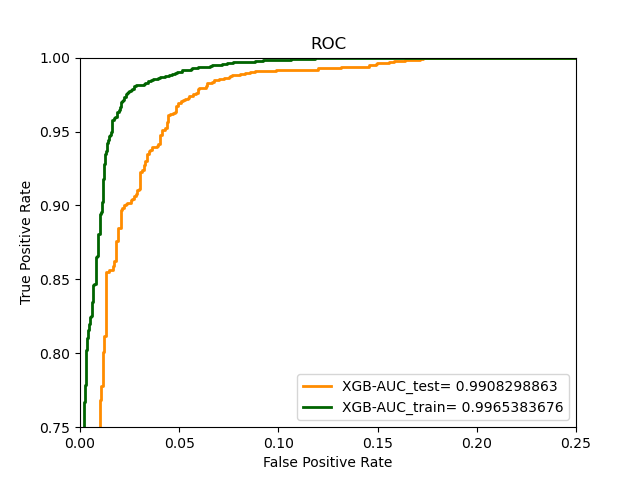 ROC
1.00
0.95
0.90
0.85
0.80
0.75
True Positive Rate
XGB-AUC_test= 0.9908298863
XGB-AUC_train= 0.9965383676
0.00 0.05 0.10 0.15 0.20 0.25
False Positive Rate